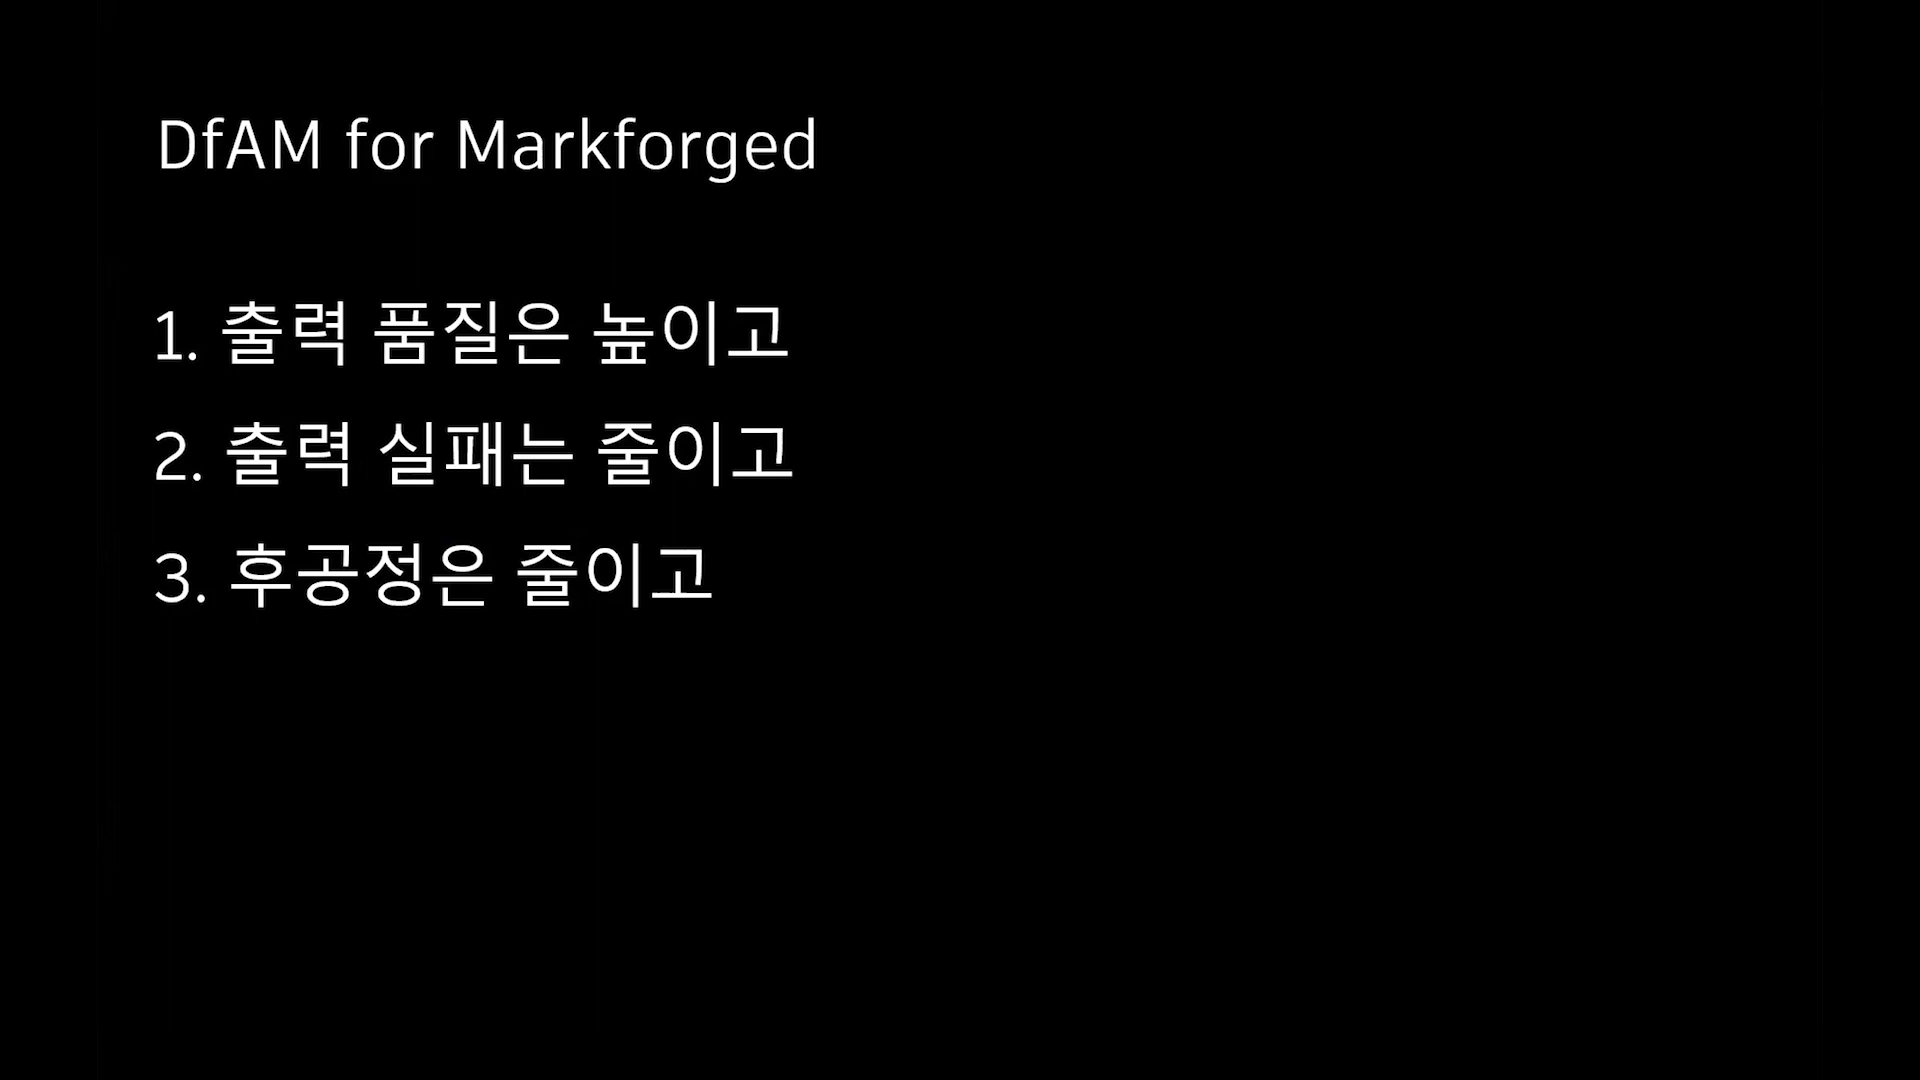 DfAM for Markforged
1. 출력 품질은 높이고
2. 출력 실패는 줄이고
3. 후공정은 줄이고